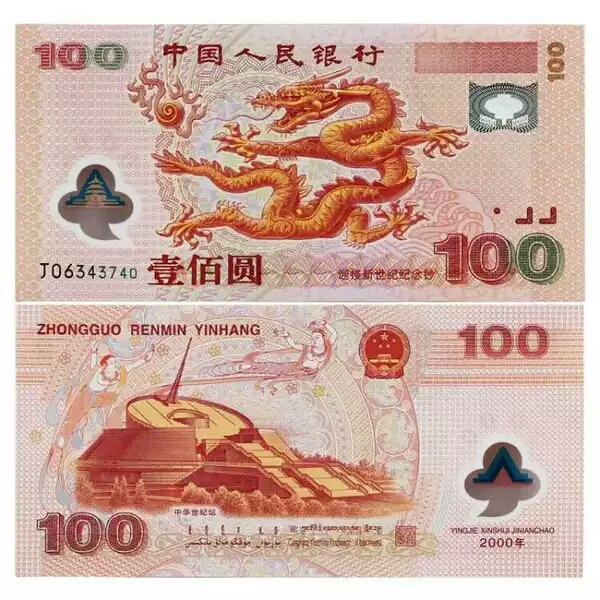 100 中国人民银行
100
J06343740 壹佰圆 迎接新世纪纪念钞 100
ZHONGGUO RENMIN YINHANG 100
中华世纪坛
100
YINGJIE XINSHIJI JINIANCHAO
2000年